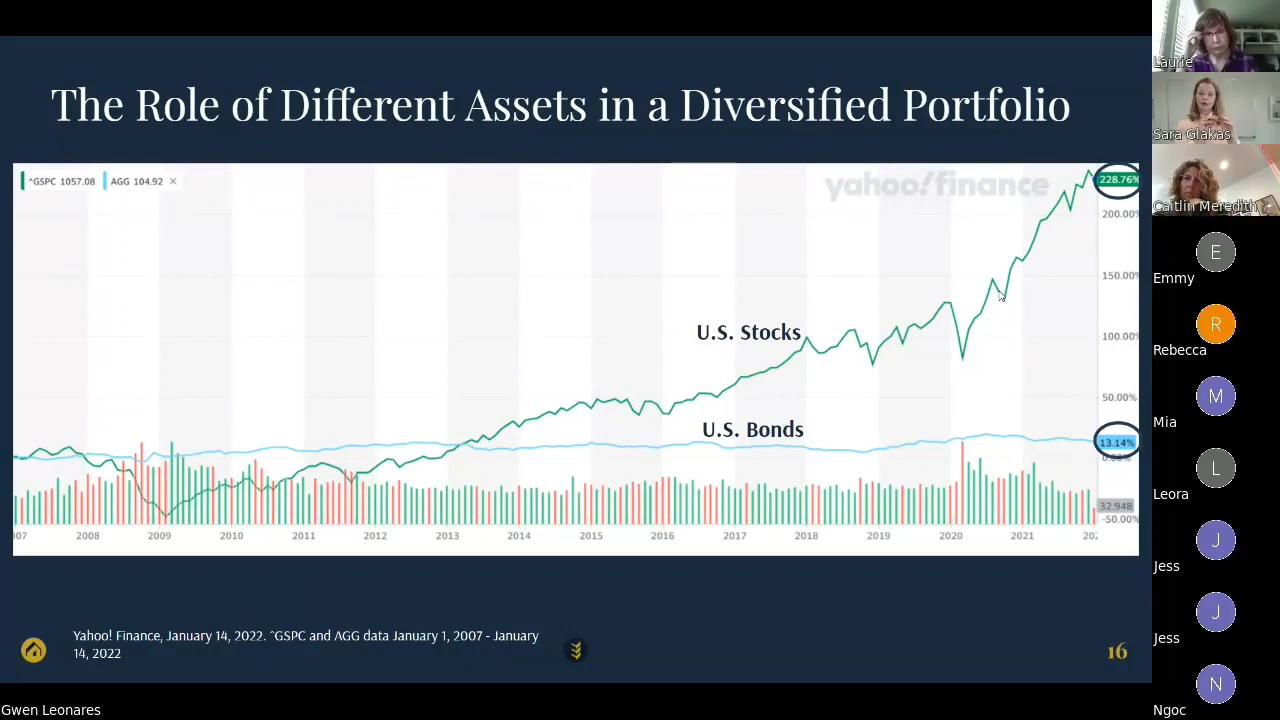 The Role of Different Assets in a Diversified Portfolio
^GSPC 1057.08 AGG 104.92 ✕
yahoo!finance
228.76%
200.00%
150.00%
100.00%
50.00%
13.14%
0.00%
32.94B
-50.00%
U.S. Stocks
U.S. Bonds
07 2008 2009 2010 2011 2012 2013 2014 2015 2016 2017 2018 2019 2020 2021 202
Yahoo! Finance, January 14, 2022. ^GSPC and AGG data January 1, 2007 - January
14, 2022
16
Gwen Leonares
Laurie
Sara Glakas
Caitlin Meredith
E
Emmy
R
Rebecca
M
Mia
L
Leora
J
Jess
J
Jess
N
Ngoc